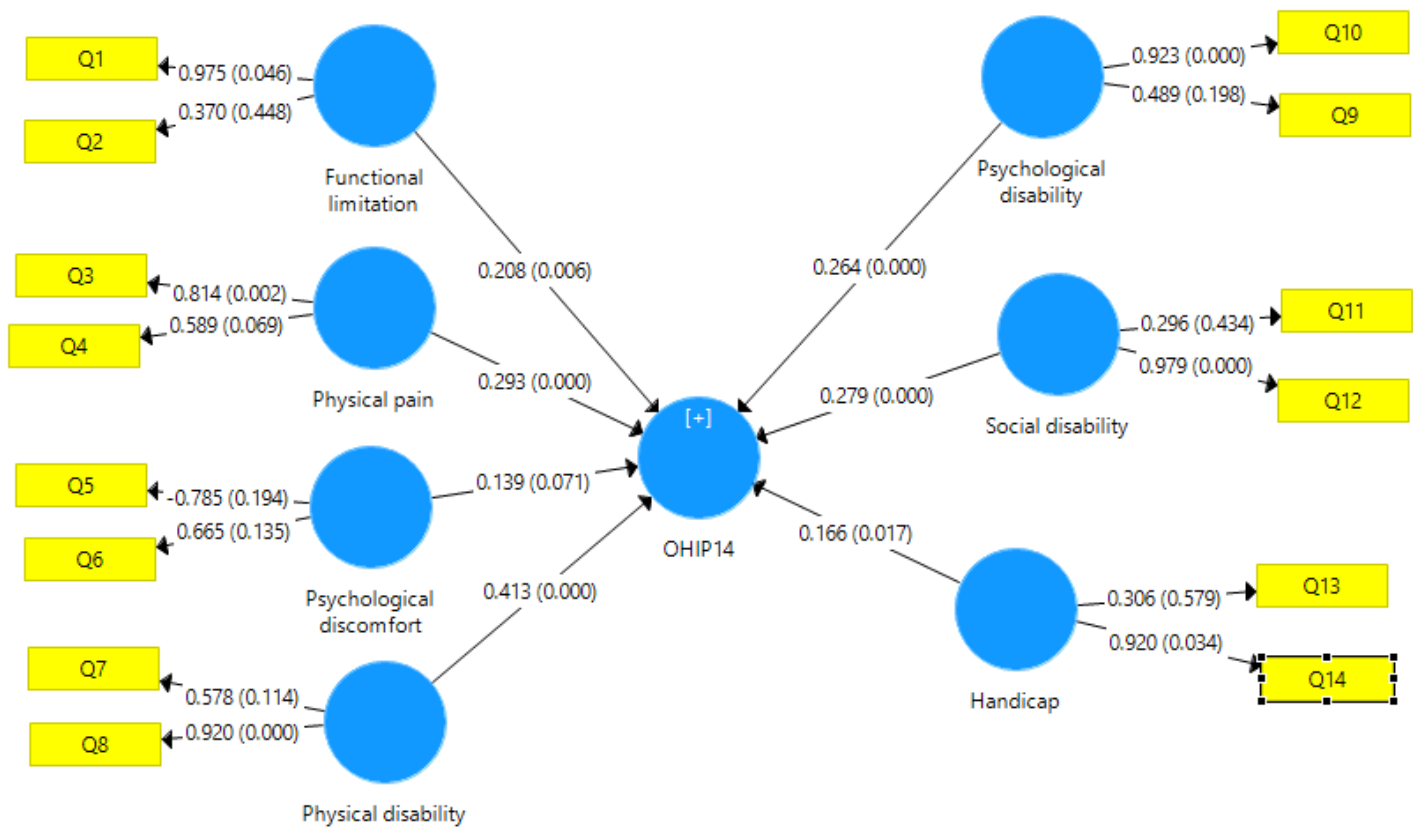 Q1
0.975 (0.046)
0.370 (0.448)
Q2
Functional
limitation
0.208 (0.006)
Q3
0.814 (0.002)
0.589 (0.069)
Q4
Physical pain
0.293 (0.000)
Q5
-0.785 (0.194)
0.665 (0.135)
Q6
Psychological
discomfort
0.139 (0.071)
Q7
0.578 (0.114)
0.920 (0.000)
Q8
Physical disability
0.413 (0.000)
[+]
OHIP14
Q10
0.923 (0.000)
0.489 (0.198)
Q9
Psychological
disability
0.264 (0.000)
Q11
0.296 (0.434)
0.979 (0.000)
Q12
Social disability
0.279 (0.000)
0.166 (0.017)
Q13
0.306 (0.579)
0.920 (0.034)
Q14
Handicap